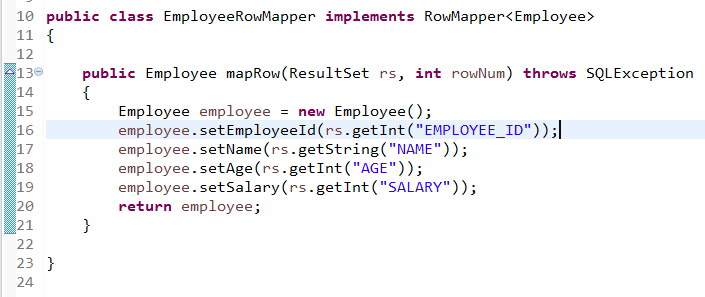 10 public class EmployeeRowMapper implements RowMapper<Employee>
11 {
12
13 public Employee mapRow(ResultSet rs, int rowNum) throws SQLException
14 {
15 Employee employee = new Employee();
16 employee.setEmployeeId(rs.getInt("EMPLOYEE_ID"));
17 employee.setName(rs.getString("NAME"));
18 employee.setAge(rs.getInt("AGE"));
19 employee.setSalary(rs.getInt("SALARY"));
20 return employee;
21 }
22
23 }
24